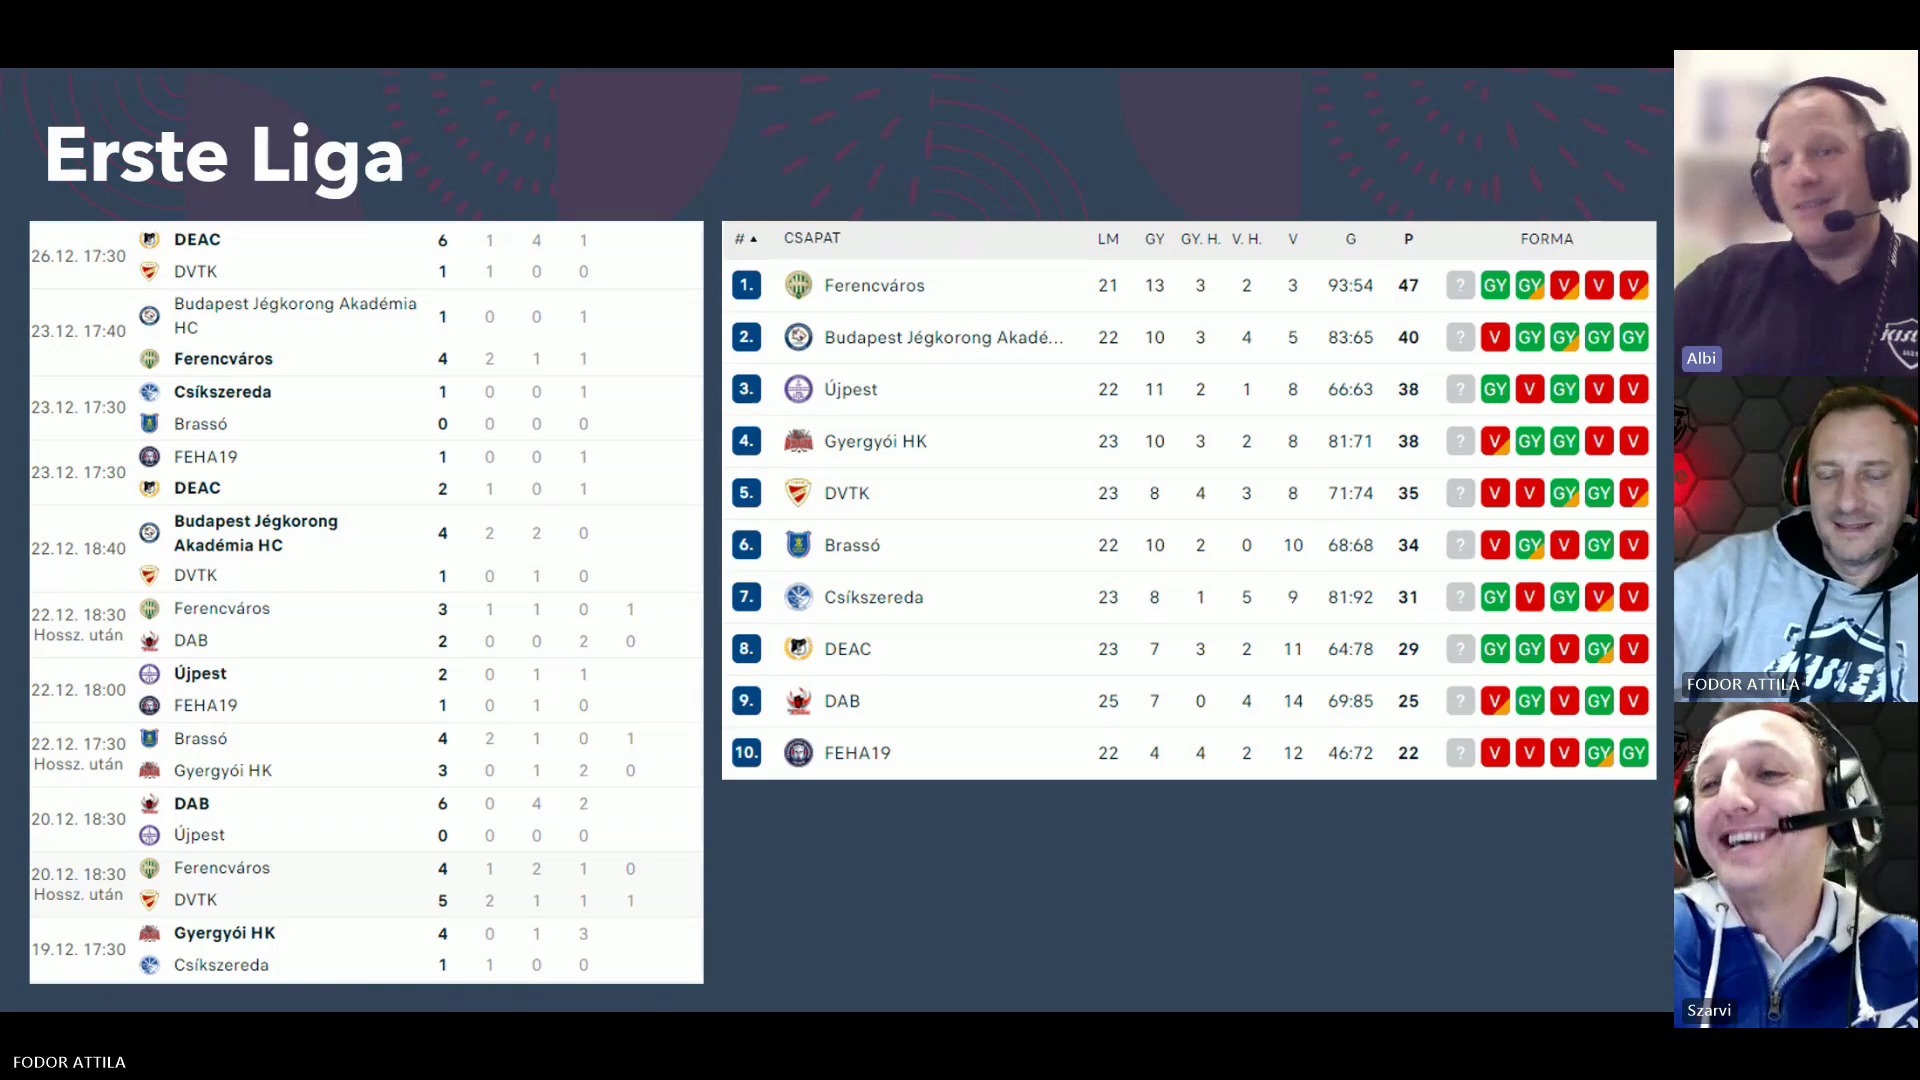 Erste Liga
26.12. 17:30
DEAC 6 1 4 1
DVTK 1 1 0 0
23.12. 17:40
Budapest Jégkorong Akadémia
HC
1 0 0 1
Ferencváros 4 2 1 1
23.12. 17:30
Csíkszereda 1 0 0 1
Brassó 0 0 0 0
23.12. 17:30
FEHA19 1 0 0 1
DEAC 2 1 0 1
22.12. 18:40
Budapest Jégkorong
Akadémia HC
4 2 2 0
DVTK 1 0 1 0
22.12. 18:30
Hossz. után
Ferencváros 3 1 1 0 1
DAB 2 0 0 2 0
22.12. 18:00
Újpest 2 0 1 1
FEHA19 1 0 1 0
22.12. 17:30
Hossz. után
Brassó 4 2 1 0 1
Gyergyói HK 3 0 1 2 0
20.12. 18:30
DAB 6 0 4 2
Újpest 0 0 0 0
20.12. 18:30
Hossz. után
Ferencváros 4 1 2 1 0
DVTK 5 2 1 1 1
19.12. 17:30
Gyergyói HK 4 0 1 3
Csíkszereda 1 1 0 0
# CSAPAT LM GY GY. H. V. H. V G P FORMA
1. Ferencváros 21 13 3 2 3 93:54 47 ? GY GY V V V
2. Budapest Jégkorong Akadé... 22 10 3 4 5 83:65 40 ? V GY GY GY GY
3. Újpest 22 11 2 1 8 66:63 38 ? GY V GY V V
4. Gyergyói HK 23 10 3 2 8 81:71 38 ? V GY GY V V
5. DVTK 23 8 4 3 8 71:74 35 ? V V GY GY V
6. Brassó 22 10 2 0 10 68:68 34 ? V GY V GY V
7. Csíkszereda 23 8 1 5 9 81:92 31 ? GY V GY V V
8. DEAC 23 7 3 2 11 64:78 29 ? GY GY V GY V
9. DAB 25 7 0 4 14 69:85 25 ? V GY V GY V
10. FEHA19 22 4 4 2 12 46:72 22 ? V V V GY GY
Albi
FODOR ATTILA
Szarvi
FODOR ATTILA